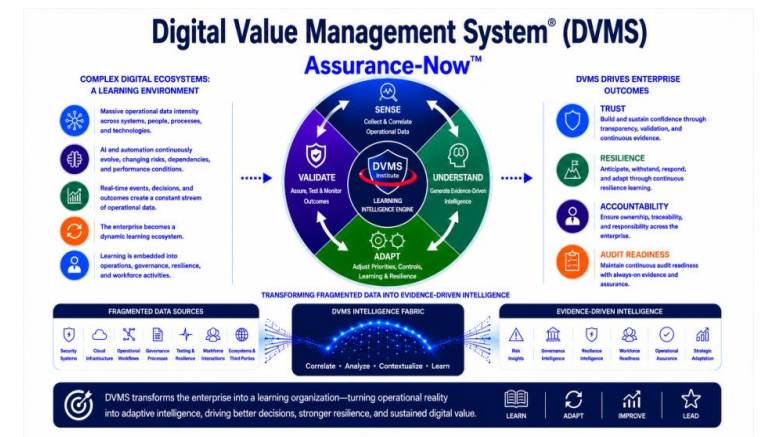 Digital Value Management System® (DVMS)
Assurance-Now™
COMPLEX DIGITAL ECOSYSTEMS:
A LEARNING ENVIRONMENT
Massive operational data intensity
across systems, people, processes,
and technologies.
AI and automation continuously
evolve, changing risks, dependencies,
and performance conditions.
Real-time events, decisions, and
outcomes create a constant stream
of operational data.
The enterprise becomes a
dynamic learning ecosystem.
Learning is embedded into
operations, governance, resilience,
and workforce activities.
SENSE
Collect & Correlate
Operational Data
VALIDATE
Assure, Test & Monitor
Outcomes
DVMS
Institute
LEARNING
INTELLIGENCE ENGINE
UNDERSTAND
Generate Evidence-Driven
Intelligence
ADAPT
Adjust Priorities, Controls,
Learning & Resilience
DVMS DRIVES ENTERPRISE
OUTCOMES
TRUST
Build and sustain confidence through
transparency, validation, and
continuous evidence.
RESILIENCE
Anticipate, withstand, respond,
and adapt through continuous
resilience learning.
ACCOUNTABILITY
Ensure ownership, traceability,
and responsibility across the
enterprise.
AUDIT READINESS
Maintain continuous audit readiness
with always-on evidence and
assurance.
TRANSFORMING FRAGMENTED DATA INTO EVIDENCE-DRIVEN INTELLIGENCE
FRAGMENTED DATA SOURCES
Security
Systems
Cloud
Infrastructure
Operational
Workflows
Governance
Processes
Testing &
Resilience
Workforce
Interactions
Ecosystems &
Third Parties
DVMS INTELLIGENCE FABRIC
Correlate • Analyze • Contextualize • Learn
EVIDENCE-DRIVEN INTELLIGENCE
Risk
Insights
Governance
Intelligence
Resilience
Intelligence
Workforce
Readiness
Operational
Assurance
Strategic
Adaptation
DVMS transforms the enterprise into a learning organization—turning operational reality
into adaptive intelligence, driving better decisions, stronger resilience, and sustained digital value.
LEARN
ADAPT
IMPROVE
LEAD